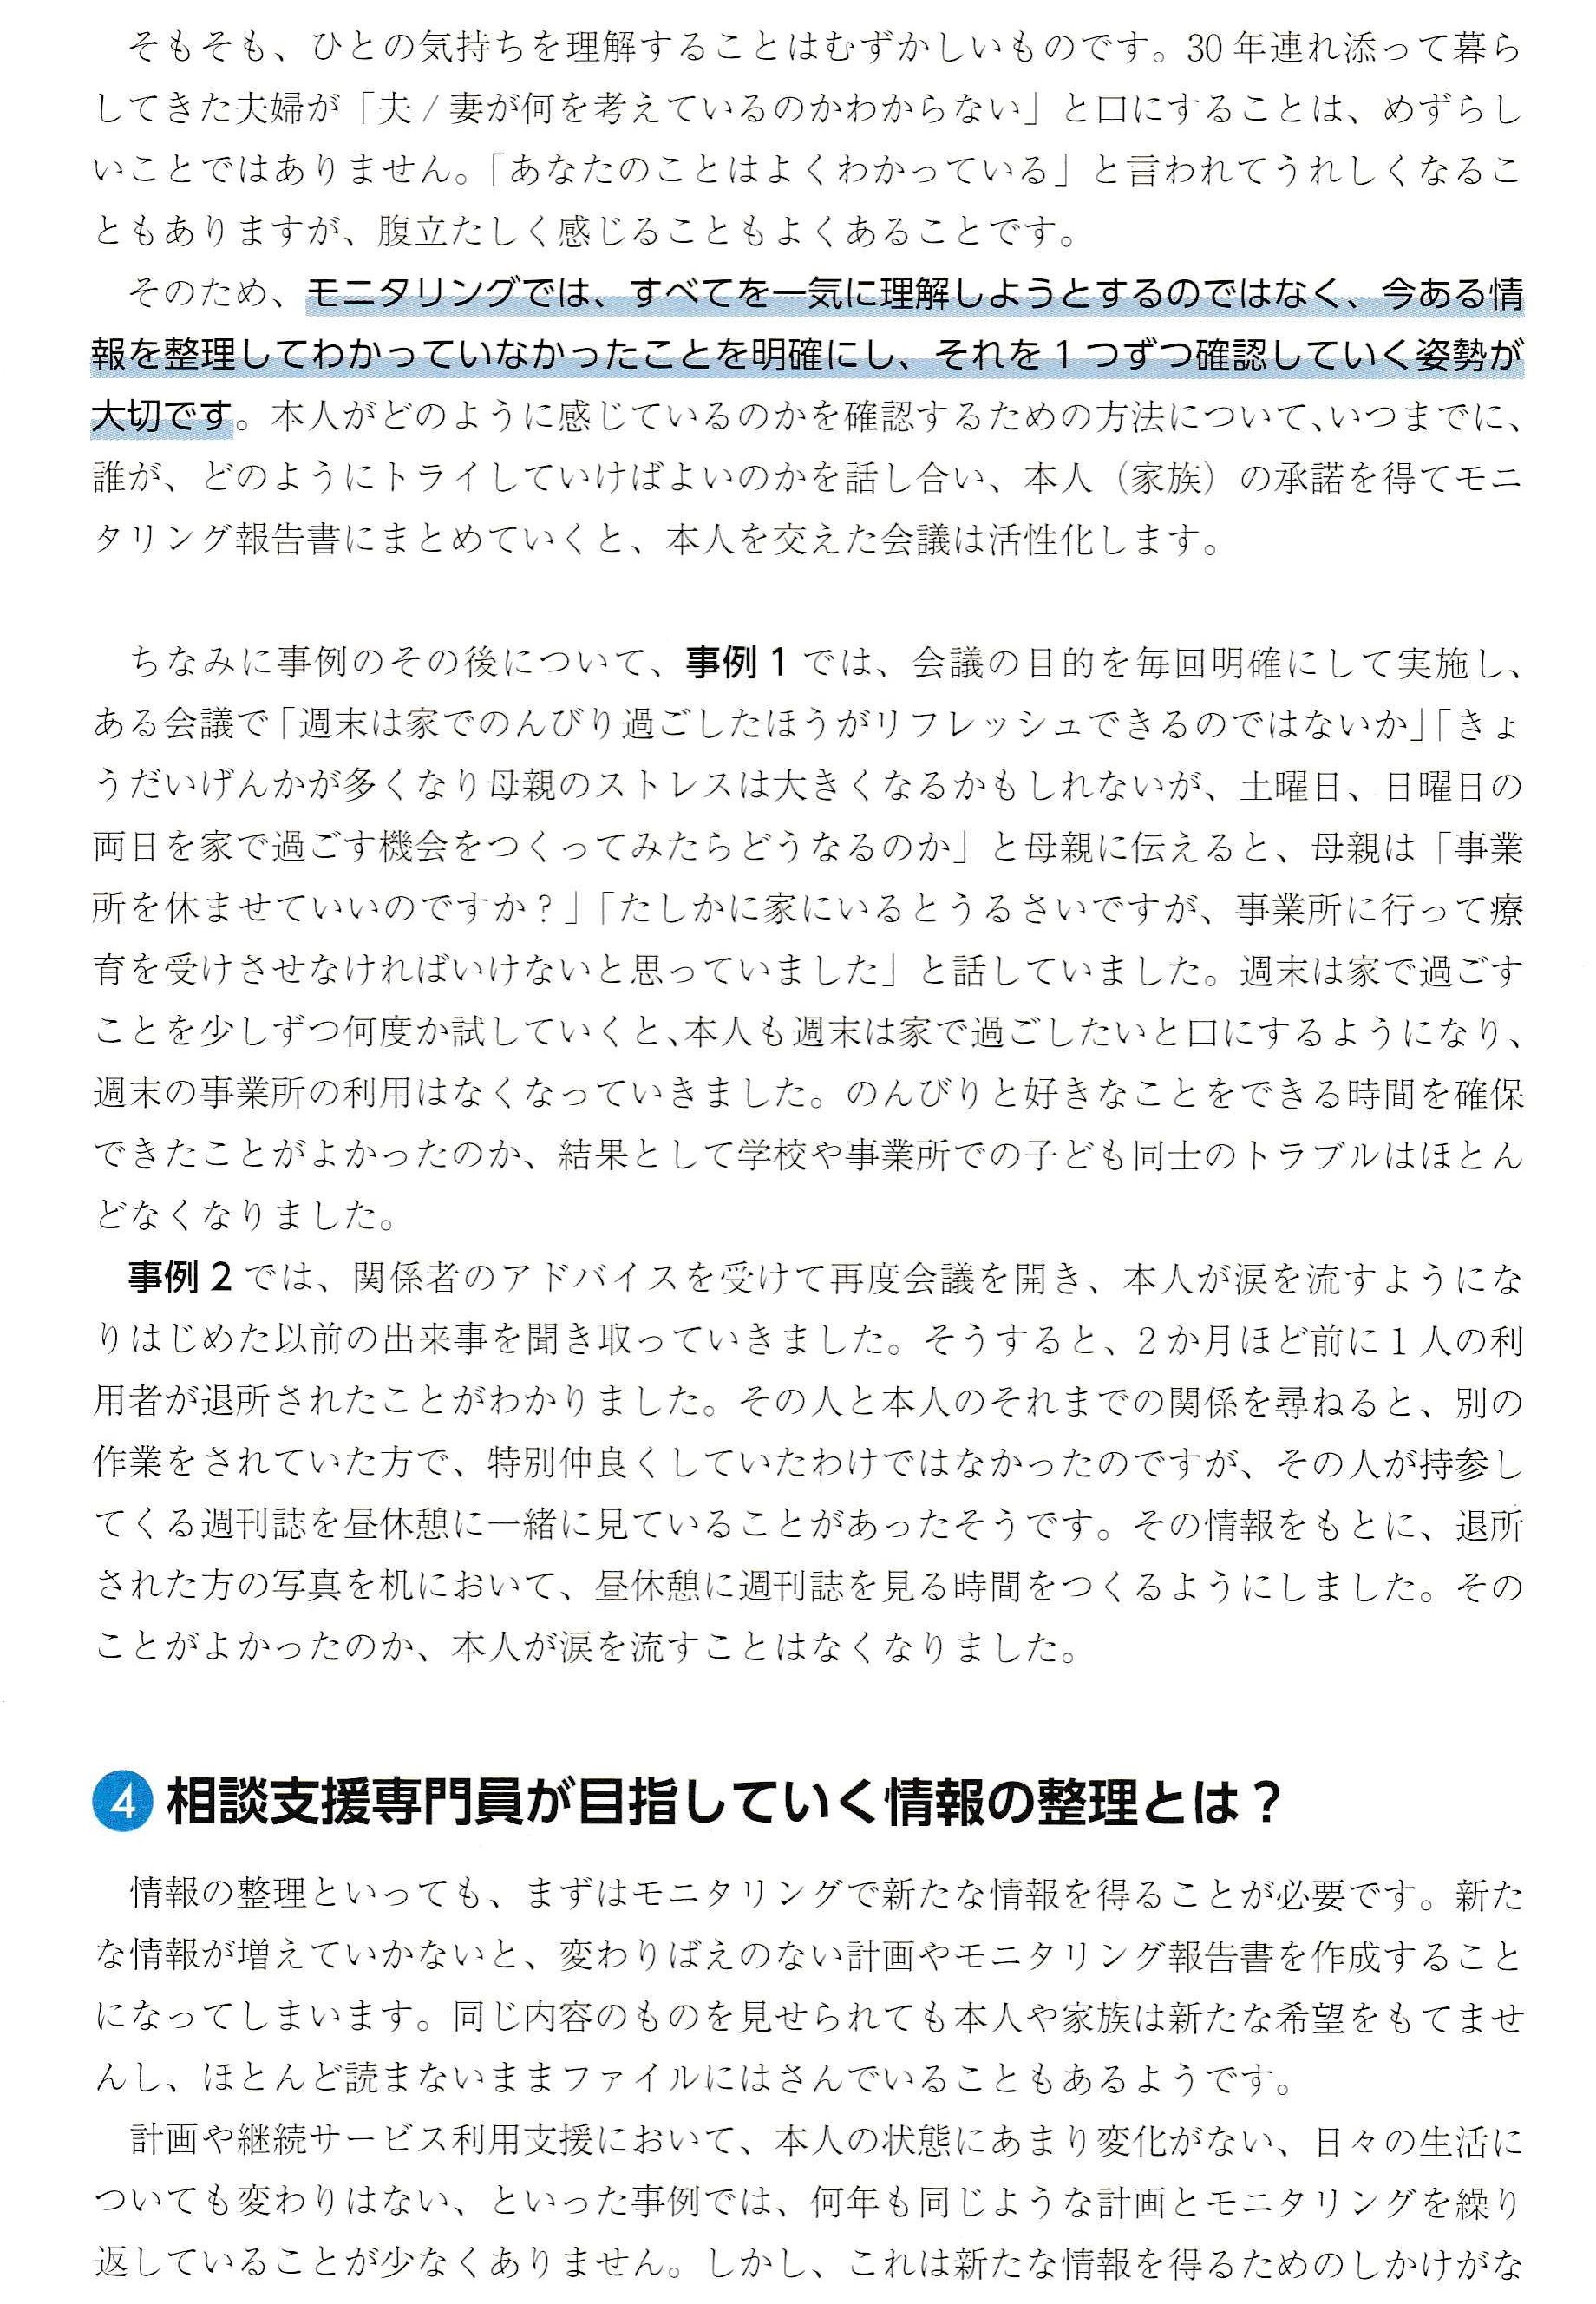 そもそも、ひとの気持ちを理解することはむずかしいものです。30年連れ添って暮ら
してきた夫婦が「夫/妻が何を考えているのかわからない」と口にすることは、めずらし
いことではありません。「あなたのことはよくわかっている」と言われてうれしくなるこ
ともありますが、腹立たしく感じることもよくあることです。
そのため、モニタリングでは、すべてを一気に理解しようとするのではなく、今ある情
報を整理してわかっていなかったことを明確にし、それを1つずつ確認していく姿勢が
大切です。本人がどのように感じているのかを確認するための方法について、いつまでに、
誰が、どのようにトライしていけばよいのかを話し合い、本人（家族）の承諾を得てモニ
タリング報告書にまとめていくと、本人を交えた会議は活性化します。
ちなみに事例のその後について、事例1では、会議の目的を毎回明確にして実施し、
ある会議で「週末は家でのんびり過ごしたほうがリフレッシュできるのではないか」「きょ
うだいげんかが多くなり母親のストレスは大きくなるかもしれないが、土曜日、日曜日の
両日を家で過ごす機会をつくってみたらどうなるのか」と母親に伝えると、母親は「事業
所を休ませていいのですか？」「たしかに家にいるとうるさいですが、事業所に行って療
育を受けさせなければいけないと思っていました」と話していました。週末は家で過ごす
ことを少しずつ何度か試していくと、本人も週末は家で過ごしたいと口にするようになり、
週末の事業所の利用はなくなっていきました。のんびりと好きなことをできる時間を確保
できたことがよかったのか、結果として学校や事業所での子ども同士のトラブルはほとん
どなくなりました。
事例2では、関係者のアドバイスを受けて再度会議を開き、本人が涙を流すようにな
りはじめた以前の出来事を聞き取っていきました。そうすると、2か月ほど前に1人の利
用者が退所されたことがわかりました。その人と本人のそれまでの関係を尋ねると、別の
作業をされていた方で、特別仲良くしていたわけではなかったのですが、その人が持参し
てくる週刊誌を昼休憩に一緒に見ていることがあったそうです。その情報をもとに、退所
された方の写真を机において、昼休憩に週刊誌を見る時間をつくるようにしました。その
ことがよかったのか、本人が涙を流すことはなくなりました。
4 相談支援専門員が目指していく情報の整理とは？
情報の整理といっても、まずはモニタリングで新たな情報を得ることが必要です。新た
な情報が増えていかないと、変わりばえのない計画やモニタリング報告書を作成すること
になってしまいます。同じ内容のものを見せられても本人や家族は新たな希望をもてませ
んし、ほとんど読まないままファイルにはさんでいることもあるようです。
計画や継続サービス利用支援において、本人の状態にあまり変化がない、日々の生活に
ついても変わりはない、といった事例では、何年も同じような計画とモニタリングを繰り
返していることが少なくありません。しかし、これは新たな情報を得るためのしかけがな